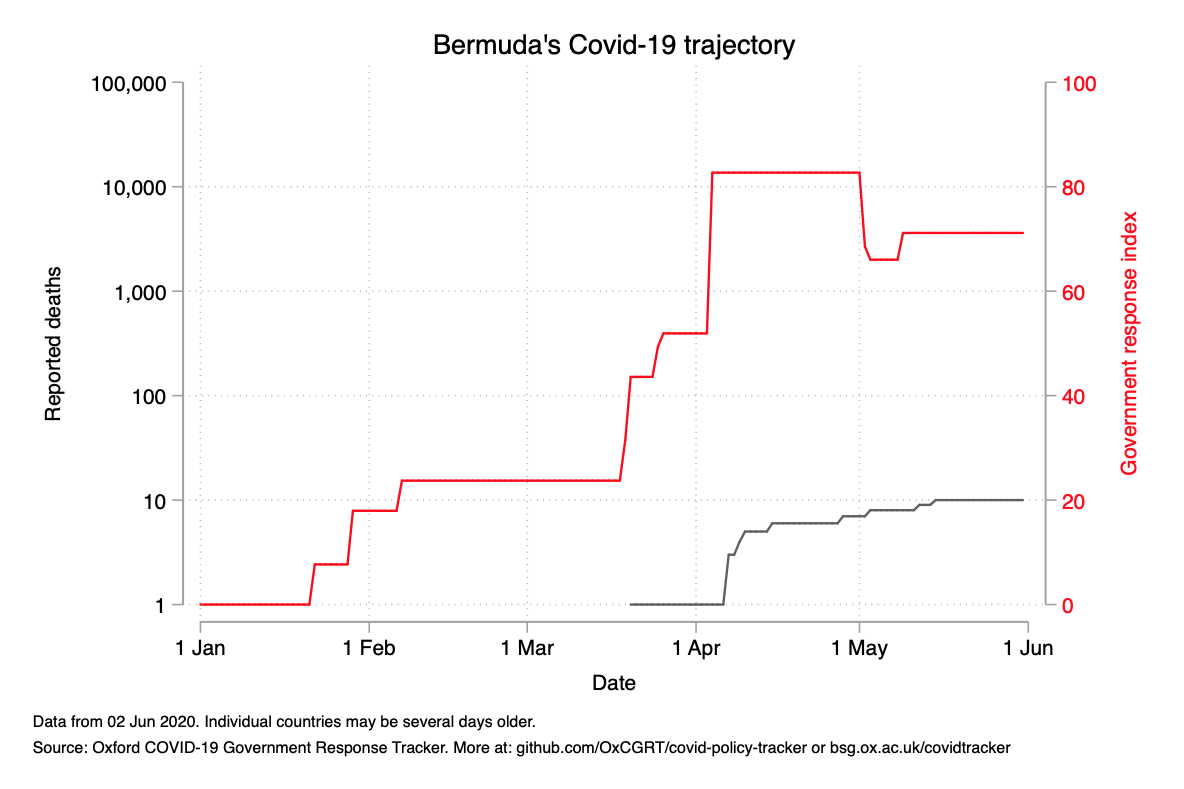 Bermuda's Covid-19 trajectory
100,000
10,000
1,000
100
10
1
Reported deaths
100
80
60
40
20
0
Government response index
1 Jan
1 Feb
1 Mar
1 Apr
1 May
1 Jun
Date
Data from 02 Jun 2020. Individual countries may be several days older.
Source: Oxford COVID-19 Government Response Tracker. More at: github.com/OxCGRT/covid-policy-tracker or bsg.ox.ac.uk/covidtracker